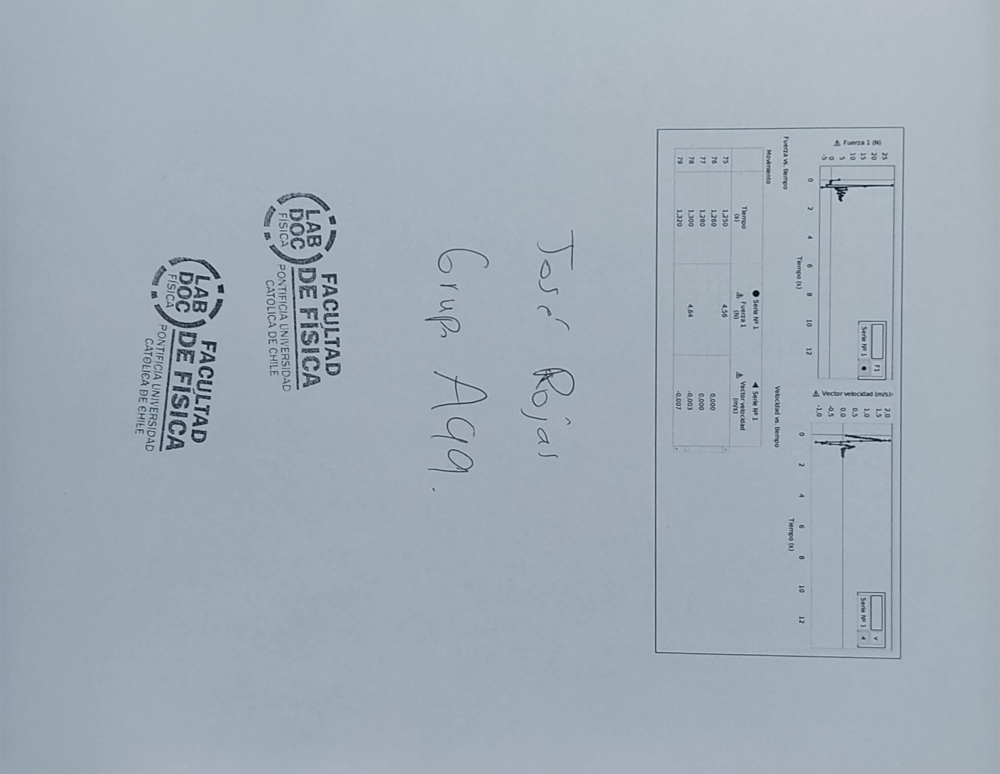 ⚠ Fuerza 1 (N)
25
20
15
10
5
0
-5
0 2 4 6 8 10 12
Tiempo (s)
F1
Serie Nº 1 ●
Fuerza vs. tiempo
⚠ Vector velocidad (m/s)
2,0
1,5
1,0
0,5
0,0
-0,5
-1,0
0 2 4 6 8 10 12
Tiempo (s)
v
Serie Nº 1 ◀
Velocidad vs. tiempo
Movimiento
● Serie Nº 1 ◀ Serie Nº 1
Tiempo ⚠ Fuerza 1 ⚠ Vector velocidad
(s) (N) (m/s)
75 1,250 4,56
76 1,260 0,000
77 1,280 0,000
78 1,300 4,64 -0,003
79 1,320 -0,007
José Rojas
Grupo A99.
LAB
DOC
FÍSICA
FACULTAD
DE FÍSICA
PONTIFICIA UNIVERSIDAD
CATOLICA DE CHILE
LAB
DOC
FÍSICA
FACULTAD
DE FÍSICA
PONTIFICIA UNIVERSIDAD
CATOLICA DE CHILE